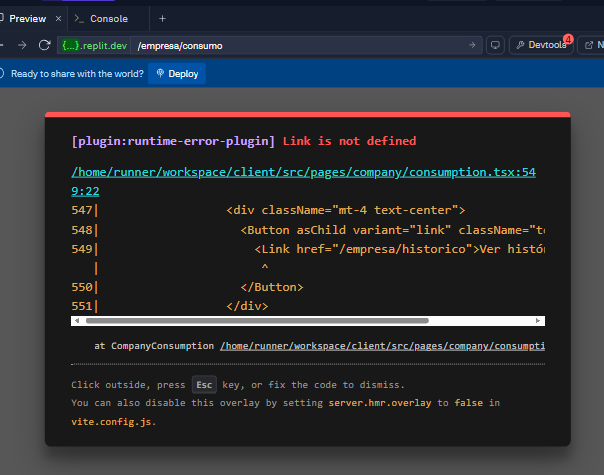 Preview
Console
{...}.replit.dev /empresa/consumo
Devtools 4
Ready to share with the world? Deploy
[plugin:runtime-error-plugin] Link is not defined
/home/runner/workspace/client/src/pages/company/consumption.tsx:54
9:22
547| <div className="mt-4 text-center">
548| <Button asChild variant="link" className="t
549| <Link href="/empresa/historico">Ver histó
| ^
550| </Button>
551| </div>
at CompanyConsumption /home/runner/workspace/client/src/pages/company/consumpti
Click outside, press Esc key, or fix the code to dismiss.
You can also disable this overlay by setting server.hmr.overlay to false in
vite.config.js.